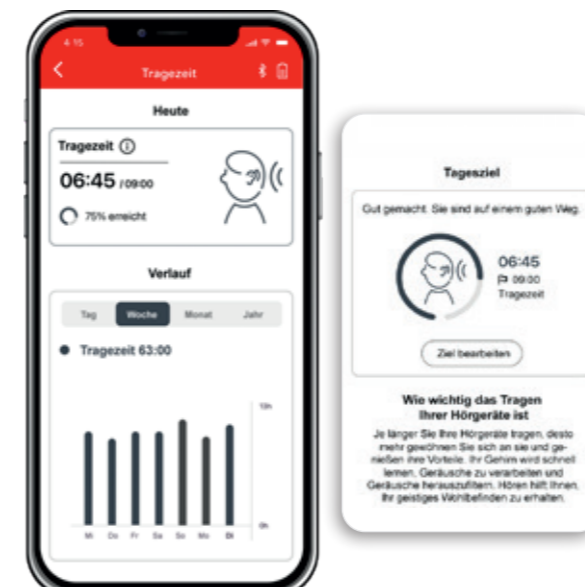 4:15
Tragezeit
Heute
Tragezeit
06:45 / 09:00
75% erreicht
Verlauf
Tag Woche Monat Jahr
Tragezeit 63:00
Mi Do Fr Sa So Mo Di
0h
Tagesziel
Gut gemacht. Sie sind auf einem guten Weg.
06:45
09:00
Tragezeit
Ziel bearbeiten
Wie wichtig das Tragen
Ihrer Hörgeräte ist
Je länger Sie Ihre Hörgeräte tragen, desto
mehr gewöhnen Sie sich an sie und ge-
nießen ihre Vorteile. Ihr Gehirn wird schnell
lernen, Geräusche zu verarbeiten und
Geräusche herauszufiltern. Hören hilft Ihnen,
Ihr geistiges Wohlbefinden zu erhalten.